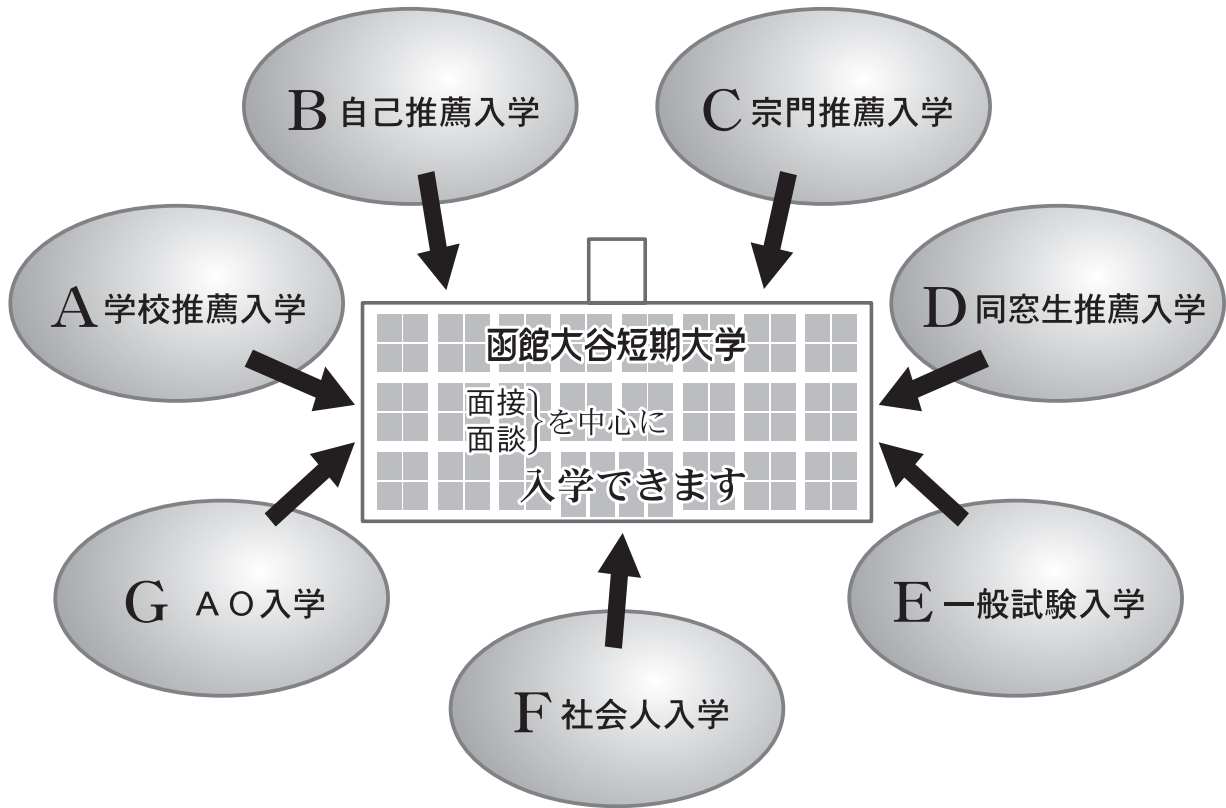 B 自己推薦入学
C 宗門推薦入学
A 学校推薦入学
D 同窓生推薦入学
函館大谷短期大学
面接
面談
}を中心に
入学できます
G AO入学
E 一般試験入学
F 社会人入学